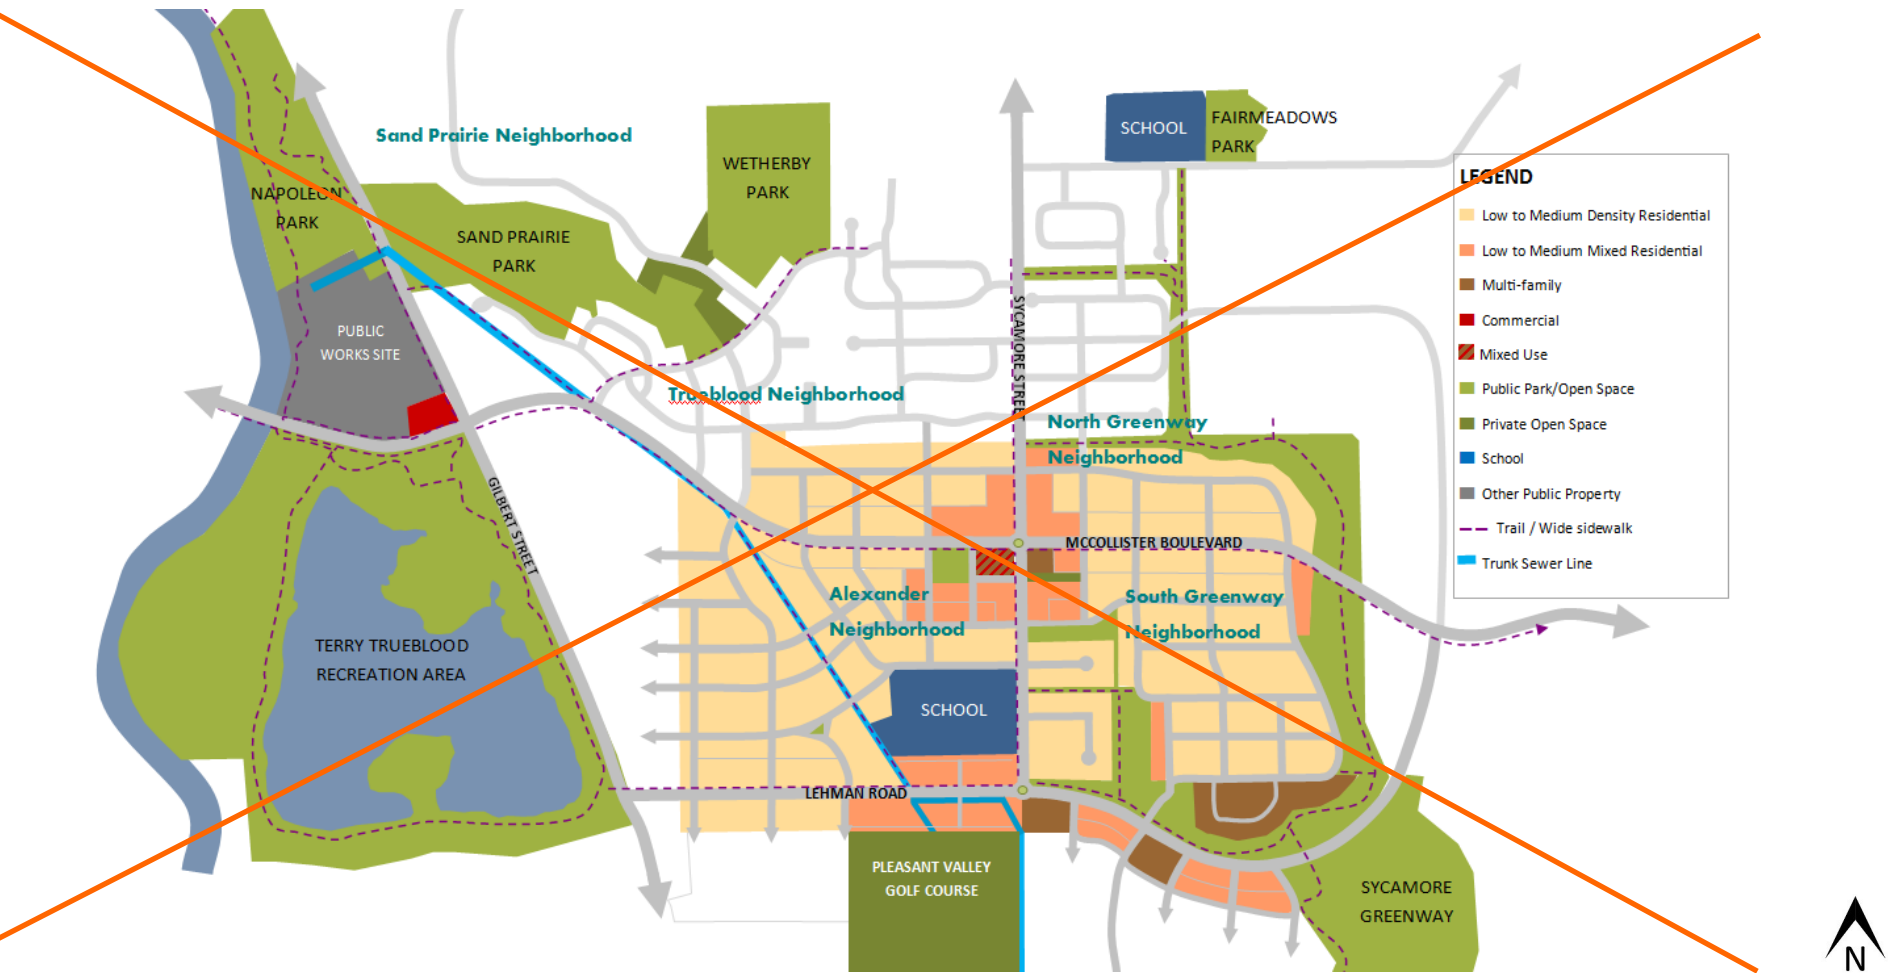 Sand Prairie Neighborhood
SCHOOL
FAIRMEADOWS
PARK
WETHERBY
PARK
NAPOLEON
PARK
SAND PRAIRIE
PARK
PUBLIC
WORKS SITE
SYCAMORE STREET
Trueblood Neighborhood
North Greenway
Neighborhood
GILBERT STREET
MCCOLLISTER BOULEVARD
Alexander
Neighborhood
South Greenway
Neighborhood
TERRY TRUEBLOOD
RECREATION AREA
SCHOOL
LEHMAN ROAD
PLEASANT VALLEY
GOLF COURSE
SYCAMORE
GREENWAY
LEGEND
Low to Medium Density Residential
Low to Medium Mixed Residential
Multi-family
Commercial
Mixed Use
Public Park/Open Space
Private Open Space
School
Other Public Property
Trail / Wide sidewalk
Trunk Sewer Line
N